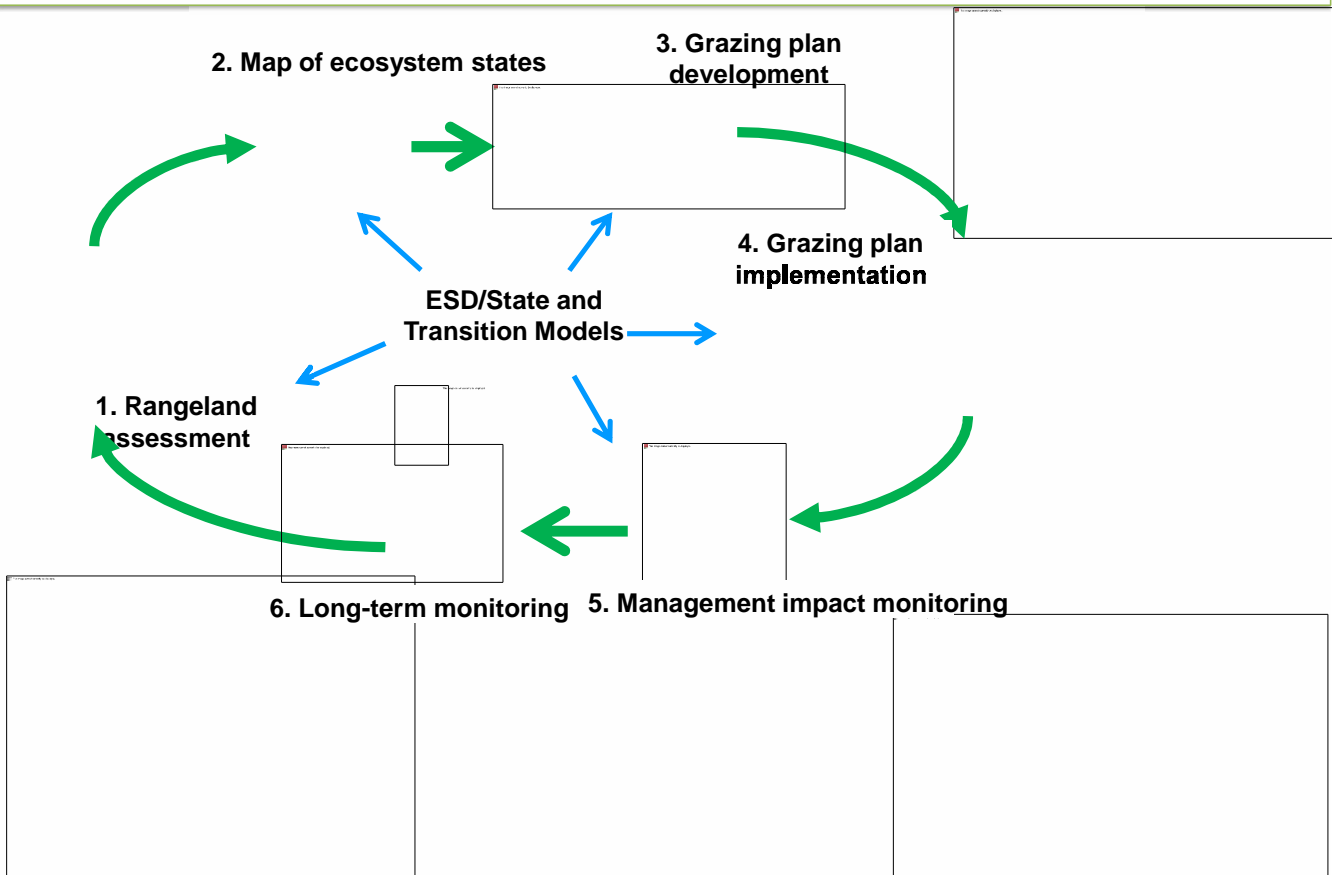 2. Map of ecosystem states
3. Grazing plan
development
4. Grazing plan
implementation
ESD/State and
Transition Models
1. Rangeland
assessment
6. Long-term monitoring
5. Management impact monitoring